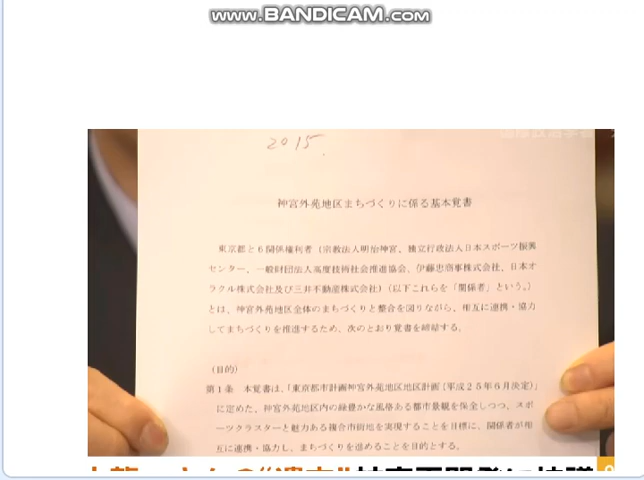 www.BANDICAM.com
2015.
神宮外苑地区まちづくりに係る基本覚書
東京都と6関係権利者（宗教法人明治神宮、独立行政法人日本スポーツ振興
センター、一般財団法人高度技術社会推進協会、伊藤忠商事株式会社、日本オ
ラクル株式会社及び三井不動産株式会社）（以下これらを「関係者」という。）
とは、神宮外苑地区全体のまちづくりと整合を図りながら、相互に連携・協力
してまちづくりを推進するため、次のとおり覚書を締結する。
（目的）
第1条 本覚書は、「東京都市計画神宮外苑地区地区計画（平成25年6月決定）」
に定めた、神宮外苑地区内の緑豊かな風格ある都市景観を保全しつつ、スポ
ーツクラスターと魅力ある複合市街地を実現することを目標に、関係者が相
互に連携・協力し、まちづくりを進めることを目的とする。